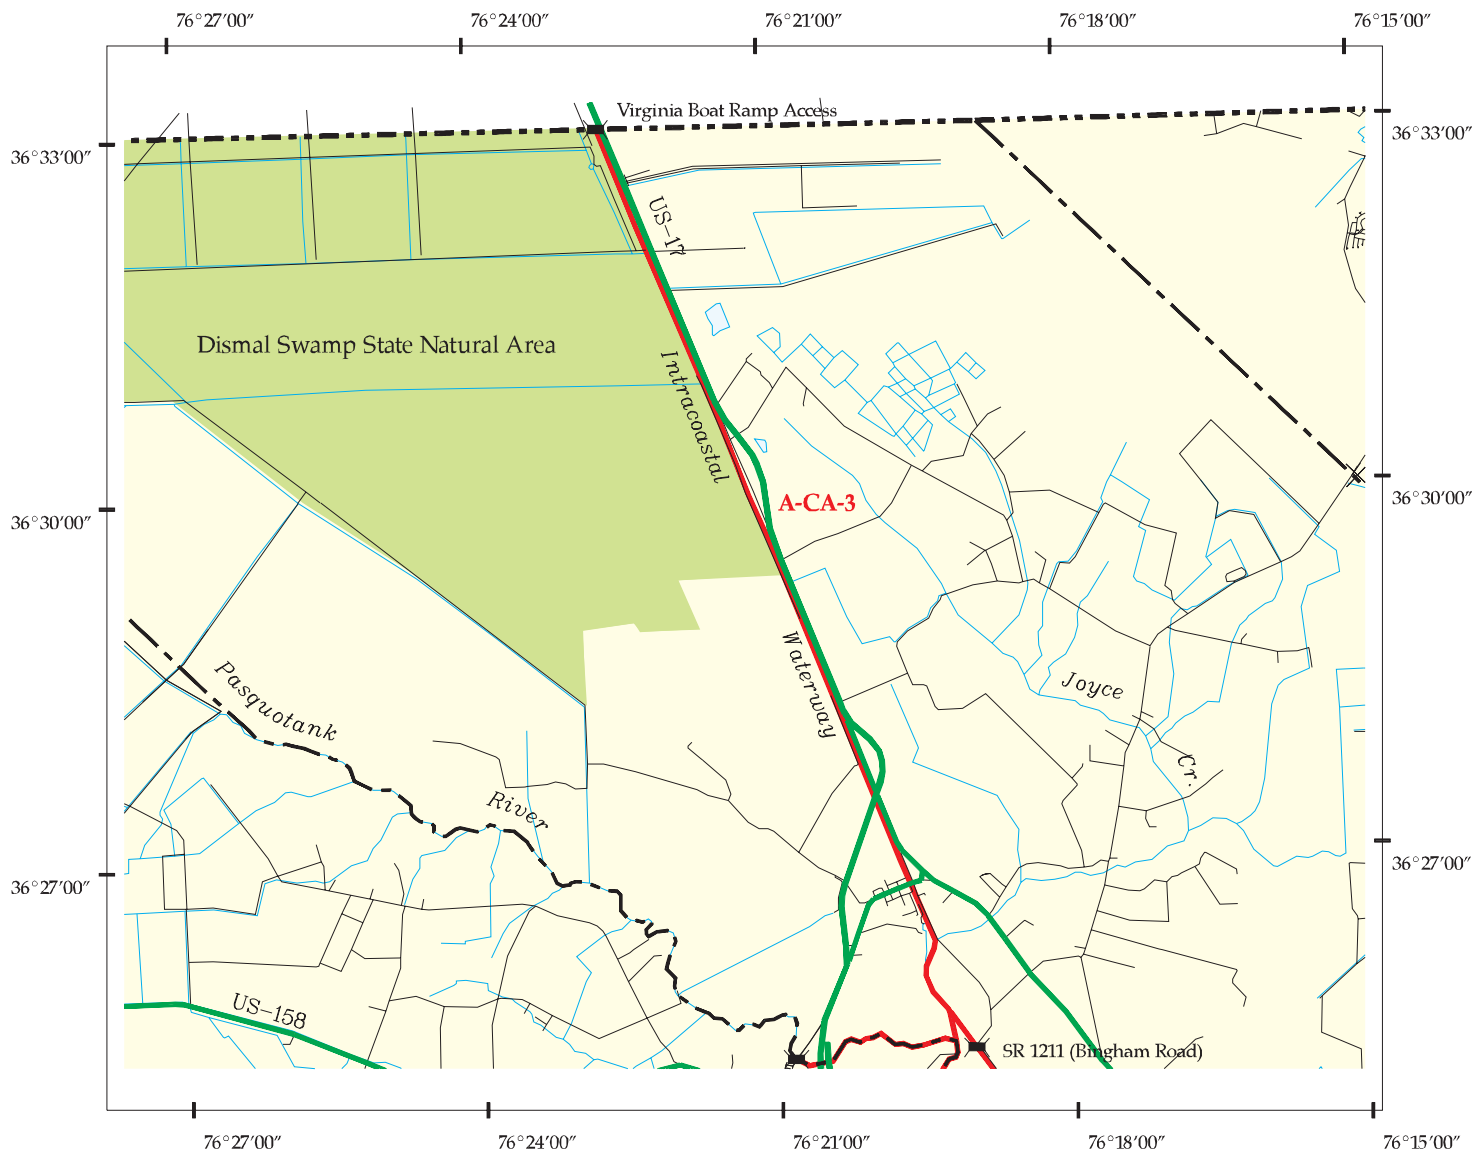 76°27′00″ 76°24′00″ 76°21′00″ 76°18′00″ 76°15′00″
Virginia Boat Ramp Access
36°33′00″ 36°33′00″
US-17
Dismal Swamp State Natural Area
Intracoastal
A-CA-3
36°30′00″ 36°30′00″
Waterway
Pasquotank
Joyce
Cr.
River
36°27′00″ 36°27′00″
US-158
SR 1211 (Bingham Road)
76°27′00″ 76°24′00″ 76°21′00″ 76°18′00″ 76°15′00″